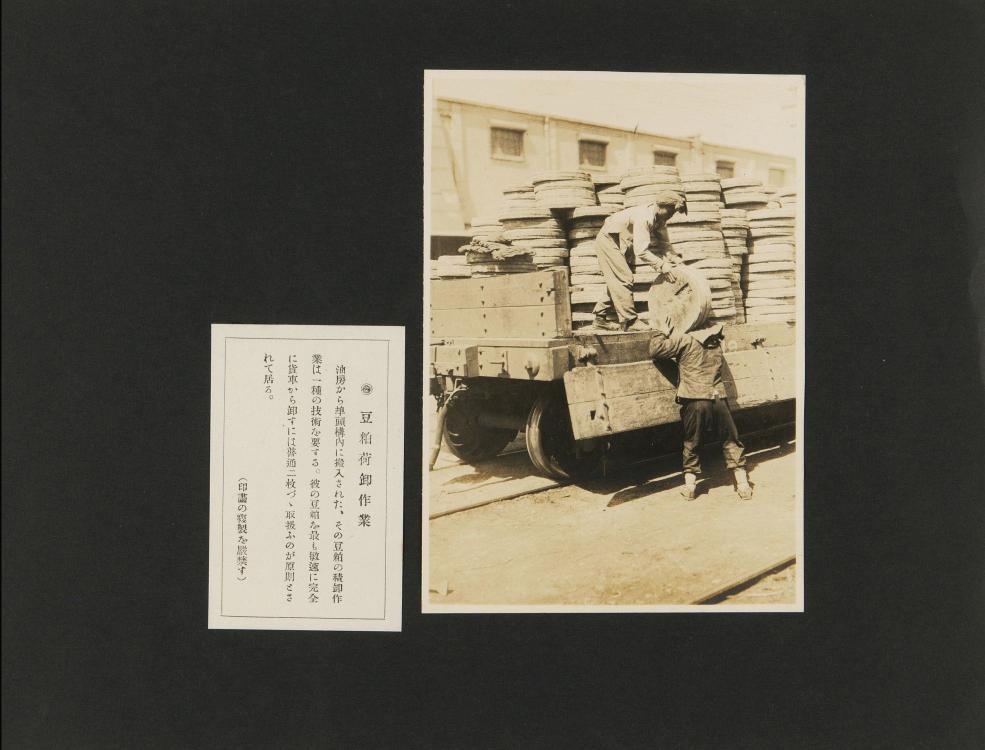 豆粕荷卸作業
油房から埠頭構内に搬入された、その豆粕の積卸作
業は一種の技術を要する。彼の豆粕を最も敏速に完全
に貨車から卸すには普通二枚づゝ取扱ふのが原則とさ
れて居る。
(印畫の複製を嚴禁す)